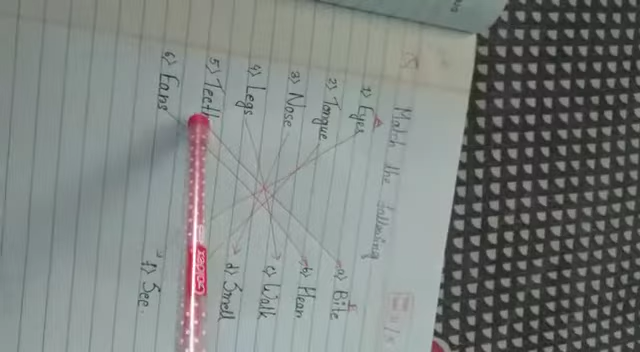 Match the following
1) Eyes a) Bite
2) Tongue b) Hear
3) Nose c) Walk
4) Legs d) Smell
5) Teeth
6) Ears f) See.